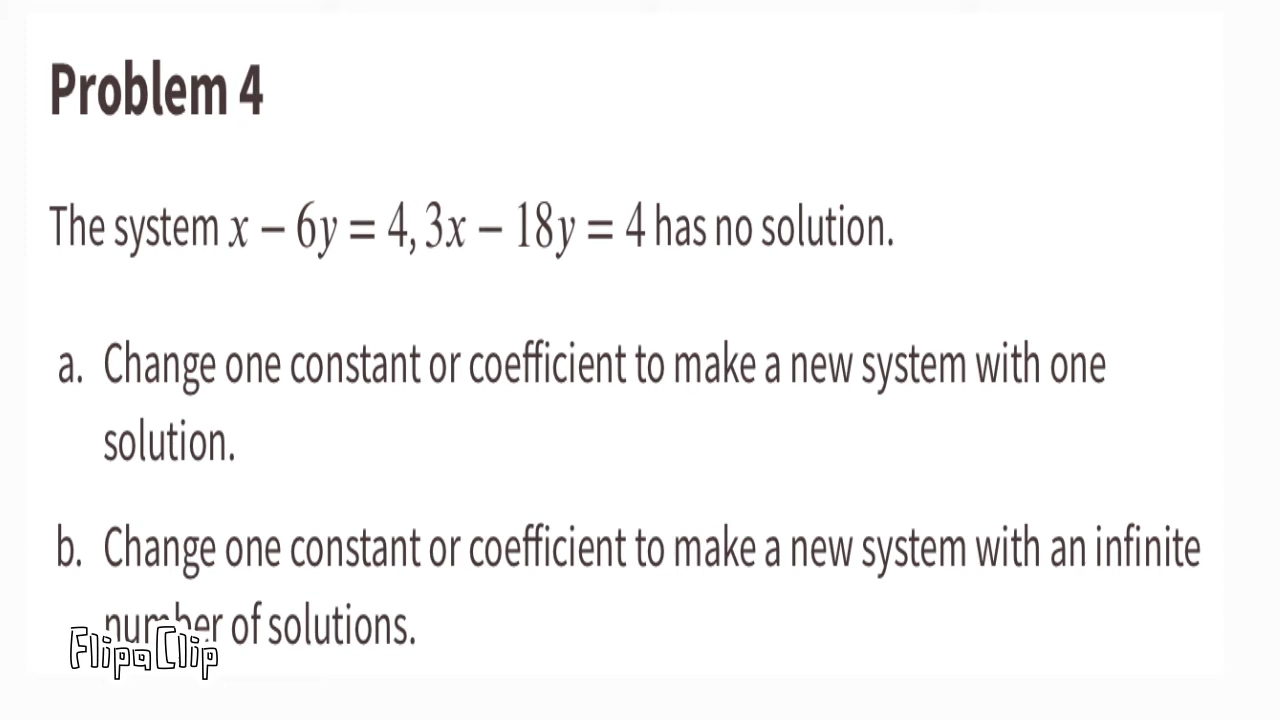 Problem 4
The system x − 6y = 4, 3x − 18y = 4 has no solution.
a. Change one constant or coefficient to make a new system with one
solution.
b. Change one constant or coefficient to make a new system with an infinite
number of solutions.
FlipaClip